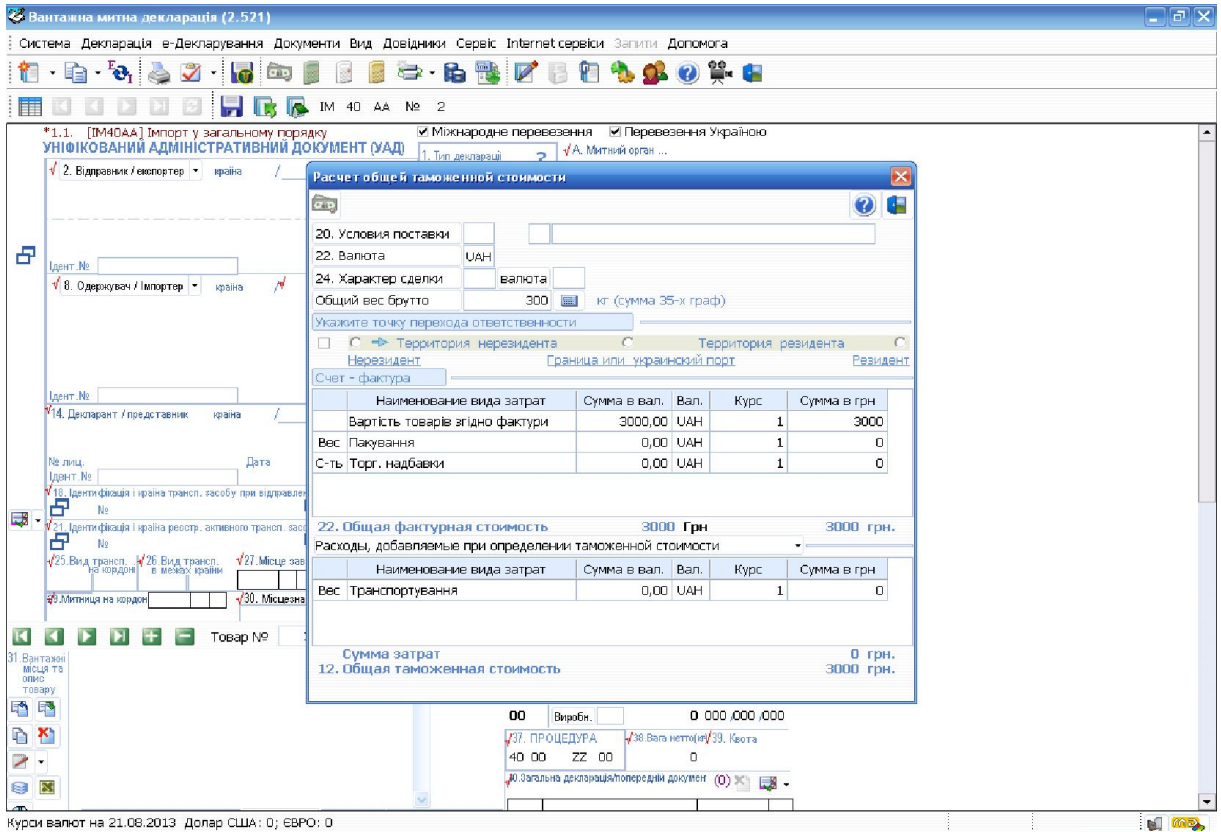 Вантажна митна декларація (2.521)
Система Декларація е-Декларування Документи Вид Довідники Сервіс Internet сервіси Запити Допомога
ІМ 40 АА № 2
*1.1. [ІМ40АА] Імпорт у загальному порядку
Міжнародне перевезення Перевезення Україною
УНІФІКОВАНИЙ АДМІНІСТРАТИВНИЙ ДОКУМЕНТ (УАД)
1. Тип декларації ?
А. Митний орган ...
2. Відправник / експортер країна /
Ідент.№
8. Одержувач / Імпортер країна /
Ідент.№
14. Декларант / представник країна /
№ лиц. Дата
Ідент.№
18. Ідентифікація і країна трансп. засобу при відправлен
№
21. Ідентифікація і країна реєстр. активного трансп. засо
№
25.Вид трансп. на кордоні 26.Вид трансп. в межах країни 27.Місце зав
29.Митниця на кордоні 30. Місцезна
Расчет общей таможенной стоимости
20. Условия поставки
22. Валюта UAH
24. Характер сделки валюта
Общий вес брутто 300 кг (сумма 35-х граф)
Укажите точку перехода ответственности
Территория нерезидента Территория резидента
Нерезидент Граница или украинский порт Резидент
Счет - фактура
Наименование вида затрат Сумма в вал. Вал. Курс Сумма в грн
Вартість товарів згідно фактури 3000,00 UAH 1 3000
Вес Пакування 0,00 UAH 1 0
С-ть Торг. надбавки 0,00 UAH 1 0
22. Общая фактурная стоимость 3000 Грн 3000 грн.
Расходы, добавляемые при определении таможенной стоимости
Наименование вида затрат Сумма в вал. Вал. Курс Сумма в грн
Вес Транспортування 0,00 UAH 1 0
Сумма затрат 0 грн.
12. Общая таможенная стоимость 3000 грн.
Товар №
31.Вантажні місця та опис товару
00 Виробн. 0 000 ,000 ,000
37. ПРОЦЕДУРА 38.Вага нетто(кг) 39. Квота
40 00 ZZ 00 0
40.Загальна декларація/попередній документ (0)
Курси валют на 21.08.2013 Долар США: 0; ЄВРО: 0